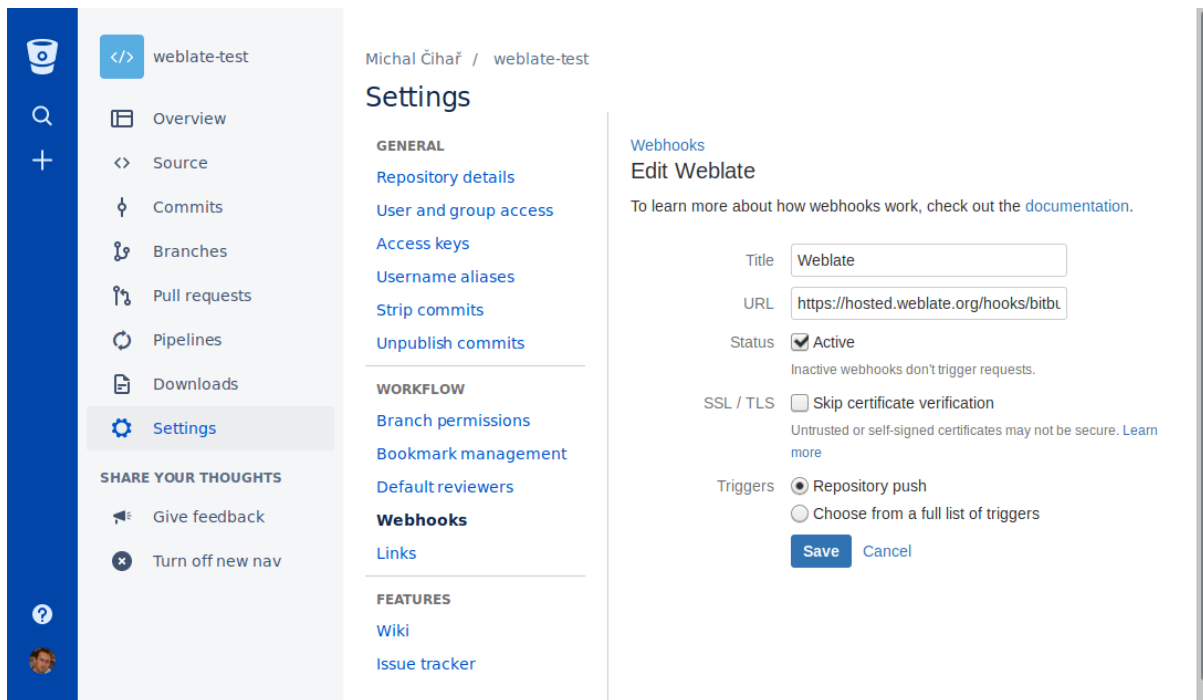 </> weblate-test
Overview
Source
Commits
Branches
Pull requests
Pipelines
Downloads
Settings
SHARE YOUR THOUGHTS
Give feedback
Turn off new nav
Michal Čihař / weblate-test
Settings
GENERAL
Repository details
User and group access
Access keys
Username aliases
Strip commits
Unpublish commits
WORKFLOW
Branch permissions
Bookmark management
Default reviewers
Webhooks
Links
FEATURES
Wiki
Issue tracker
Webhooks
Edit Weblate
To learn more about how webhooks work, check out the documentation.
Title Weblate
URL https://hosted.weblate.org/hooks/bitbu
Status Active
Inactive webhooks don't trigger requests.
SSL / TLS Skip certificate verification
Untrusted or self-signed certificates may not be secure. Learn
more
Triggers Repository push
Choose from a full list of triggers
Save Cancel